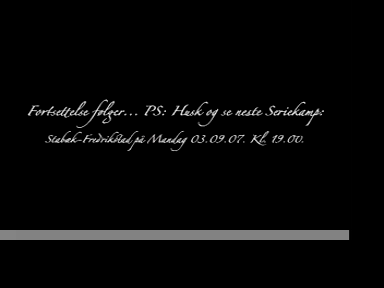 Fortsettelse følger... PS: Husk og se neste Seriekamp:
Stabæk-Fredrikstad på Mandag 03.09.07. Kl. 19.00.